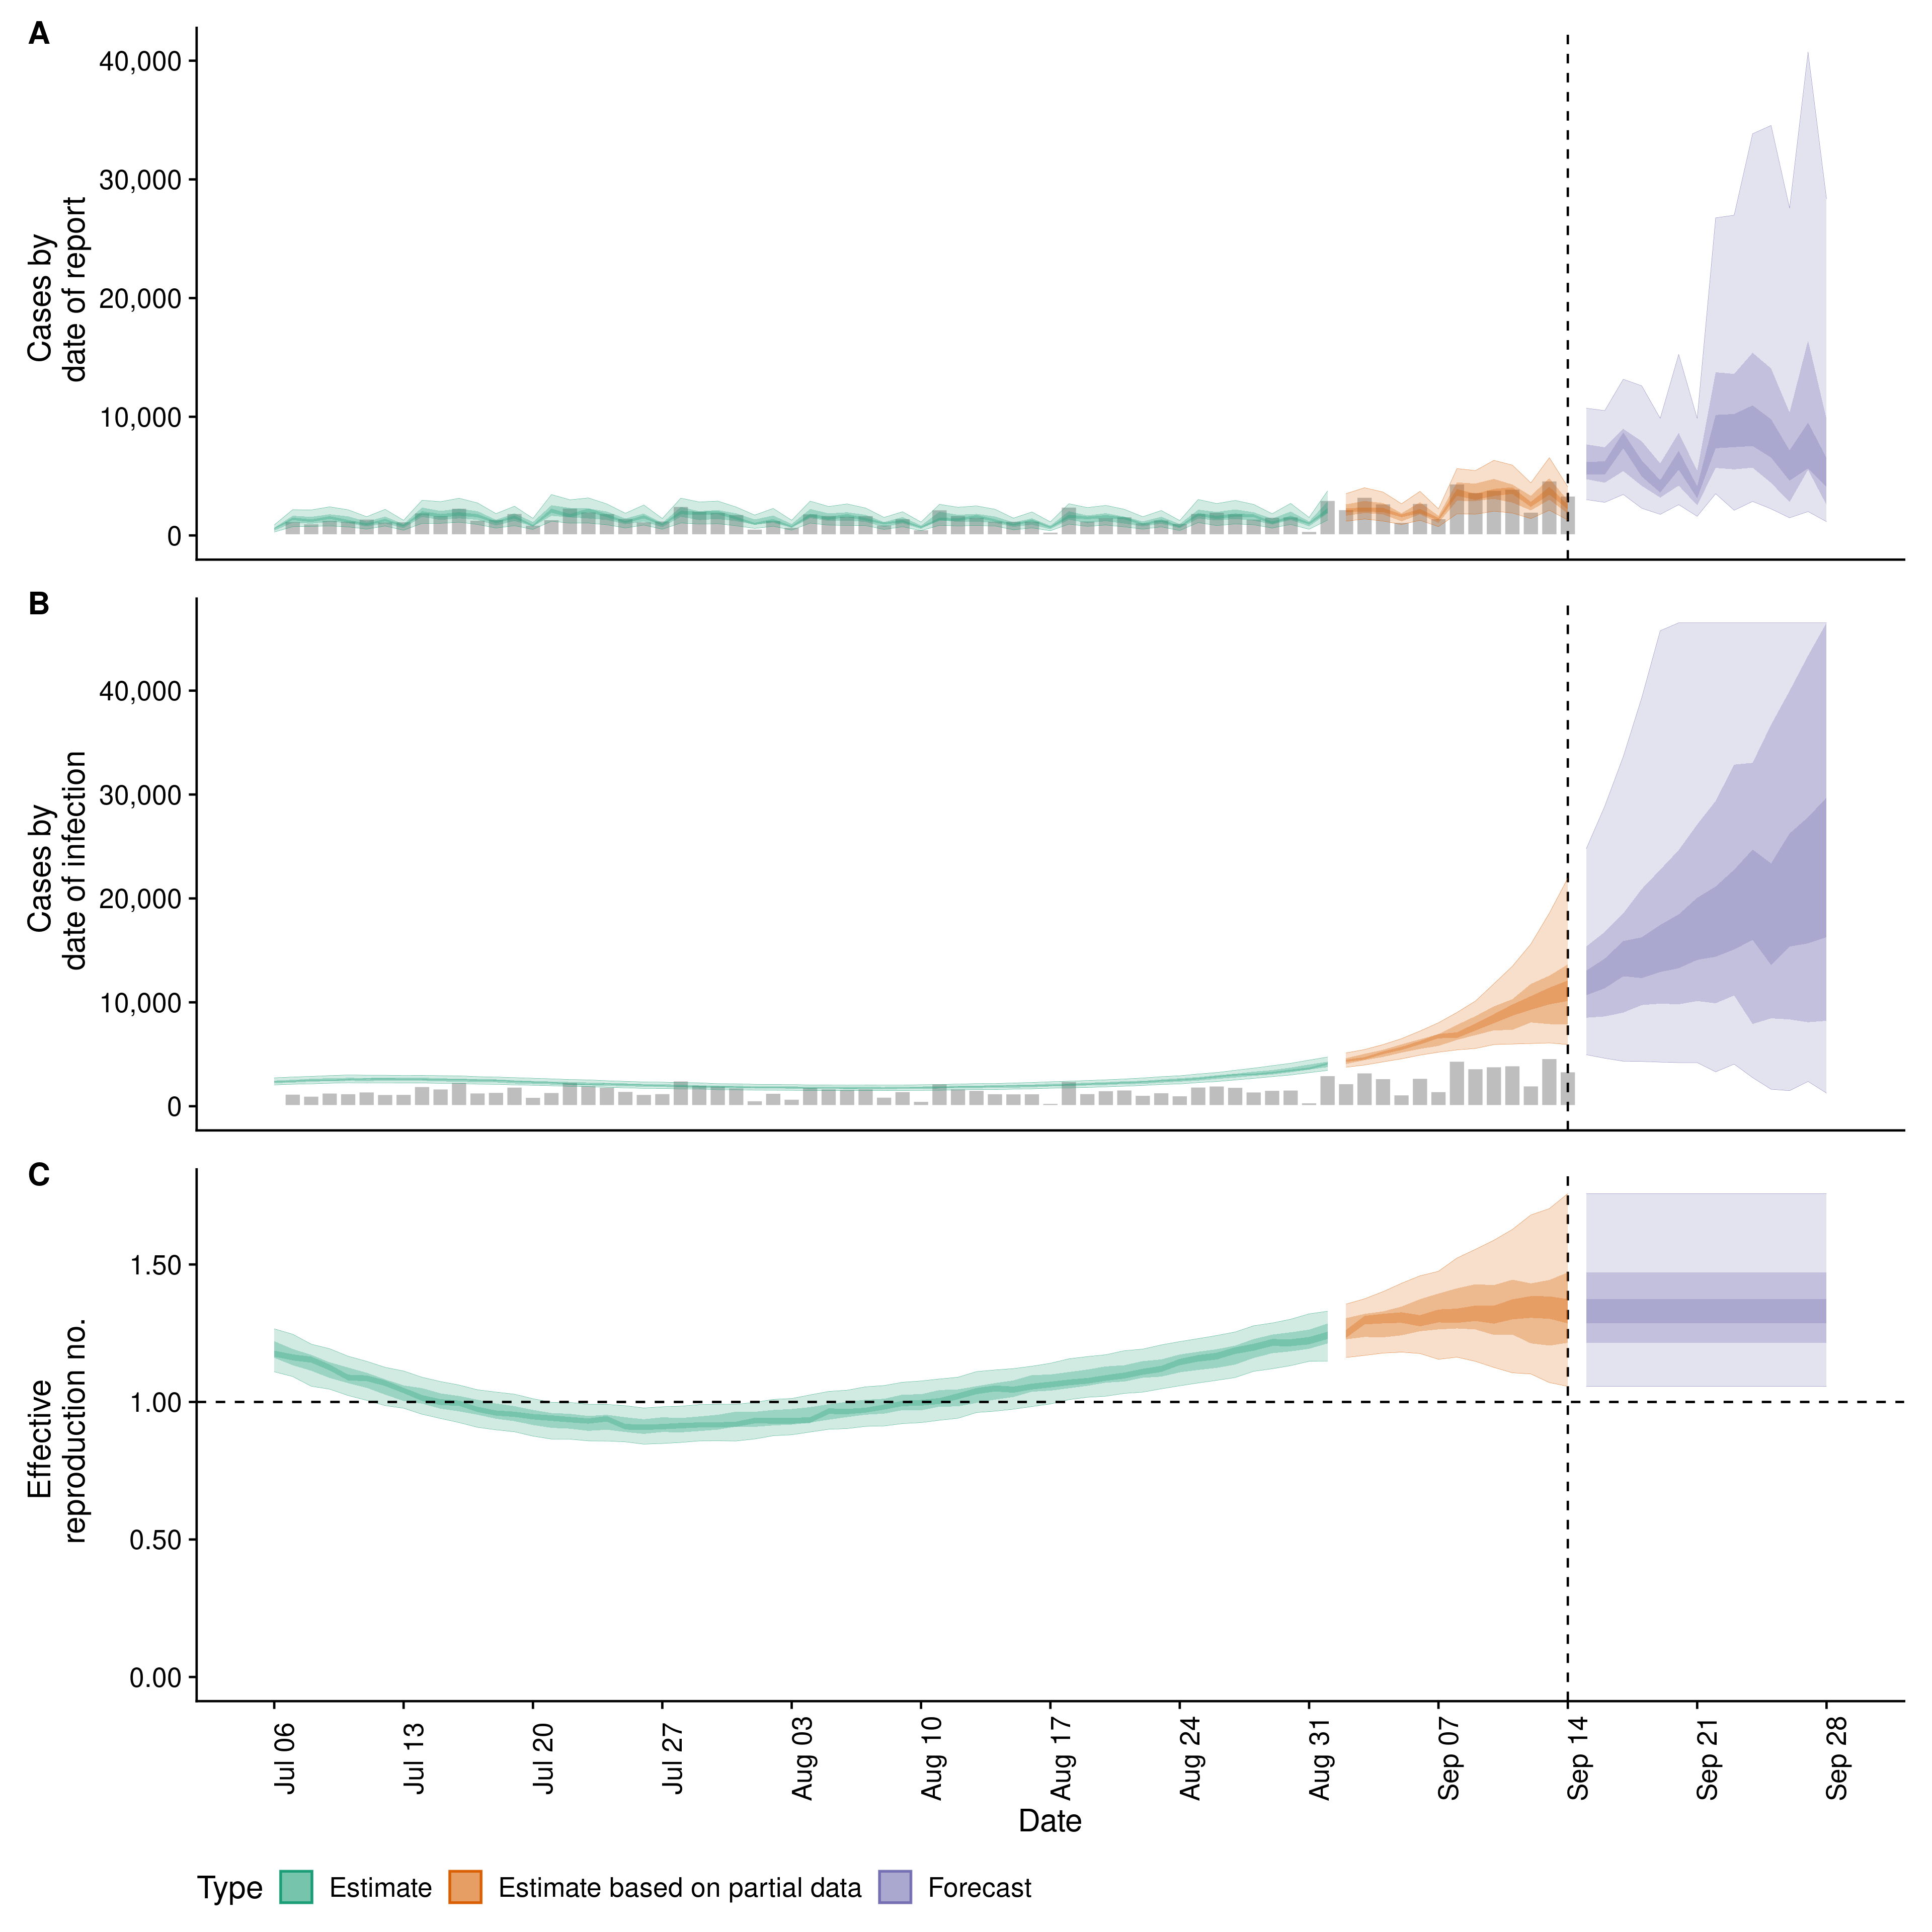 A
Cases by
date of report
40,000
30,000
20,000
10,000
0
B
Cases by
date of infection
40,000
30,000
20,000
10,000
0
C
Effective
reproduction no.
1.50
1.00
0.50
0.00
Jul 06
Jul 13
Jul 20
Jul 27
Aug 03
Aug 10
Aug 17
Aug 24
Aug 31
Sep 07
Sep 14
Sep 21
Sep 28
Date
Type Estimate Estimate based on partial data Forecast